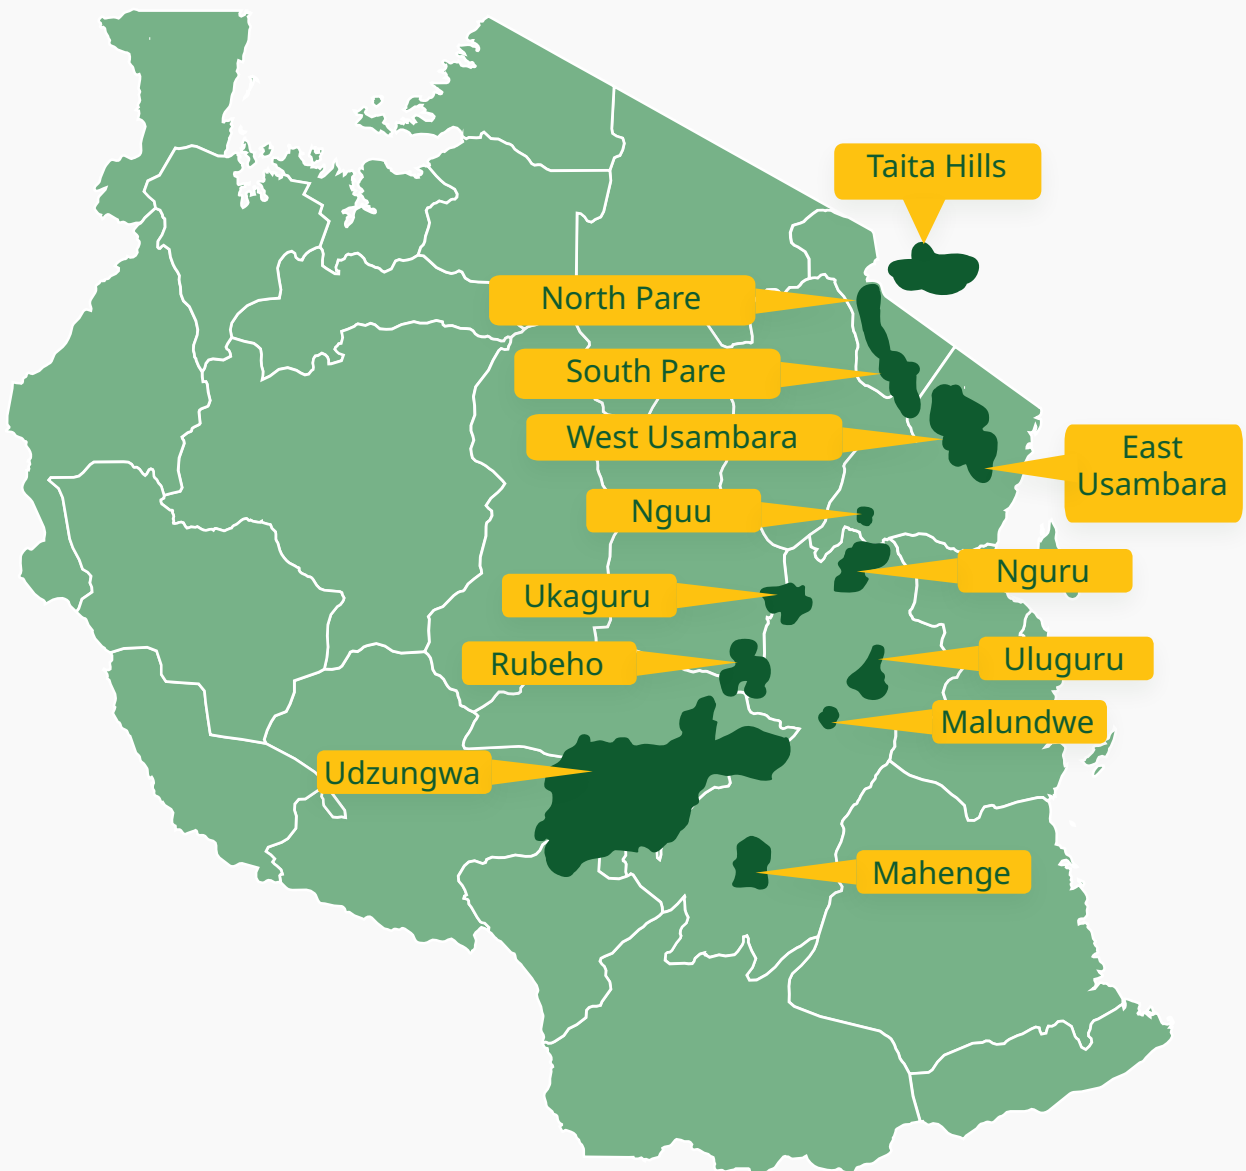 Taita Hills
North Pare
South Pare
West Usambara
East
Usambara
Nguu
Nguru
Ukaguru
Rubeho
Uluguru
Malundwe
Udzungwa
Mahenge